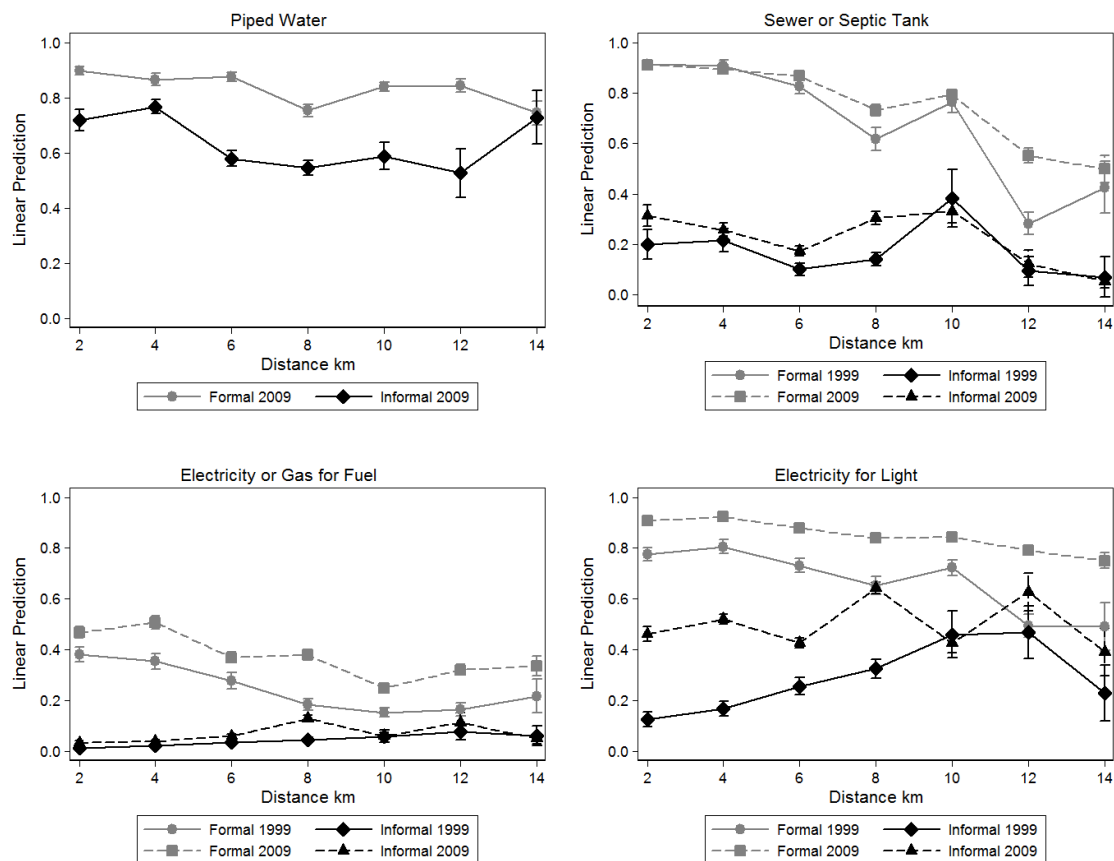 Piped Water
1.0
0.8
0.6
0.4
0.2
0.0
Linear Prediction
2 4 6 8 10 12 14
Distance km
Formal 2009 Informal 2009
Sewer or Septic Tank
1.0
0.8
0.6
0.4
0.2
0.0
Linear Prediction
2 4 6 8 10 12 14
Distance km
Formal 1999 Informal 1999
Formal 2009 Informal 2009
Electricity or Gas for Fuel
1.0
0.8
0.6
0.4
0.2
0.0
Linear Prediction
2 4 6 8 10 12 14
Distance km
Formal 1999 Informal 1999
Formal 2009 Informal 2009
Electricity for Light
1.0
0.8
0.6
0.4
0.2
0.0
Linear Prediction
2 4 6 8 10 12 14
Distance km
Formal 1999 Informal 1999
Formal 2009 Informal 2009